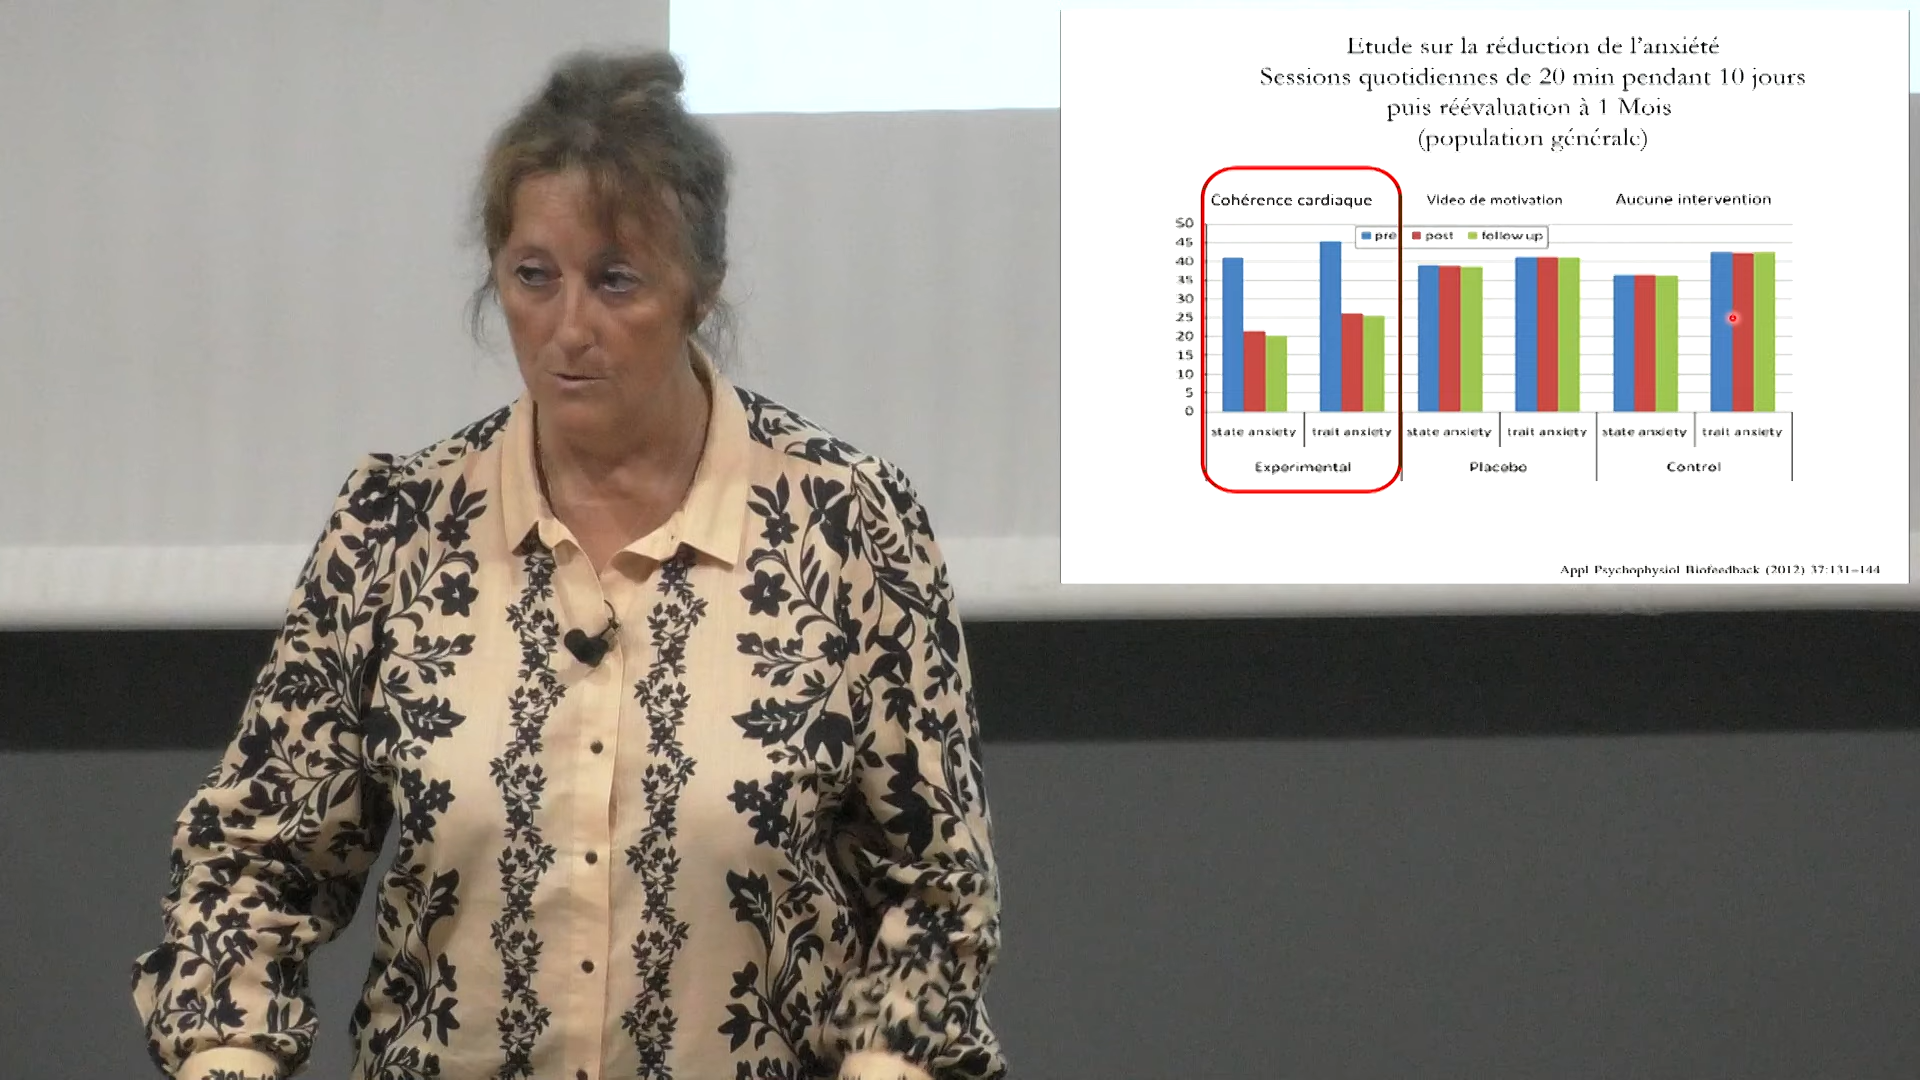 Etude sur la réduction de l'anxiété
Sessions quotidiennes de 20 min pendant 10 jours
puis réévaluation à 1 Mois
(population générale)
Cohérence cardiaque
Video de motivation
Aucune intervention
pre post follow up
50
45
40
35
30
25
20
15
10
5
0
state anxiety trait anxiety state anxiety trait anxiety state anxiety trait anxiety
Experimental Placebo Control
Appl Psychophysiol Biofeedback (2012) 37:131–144